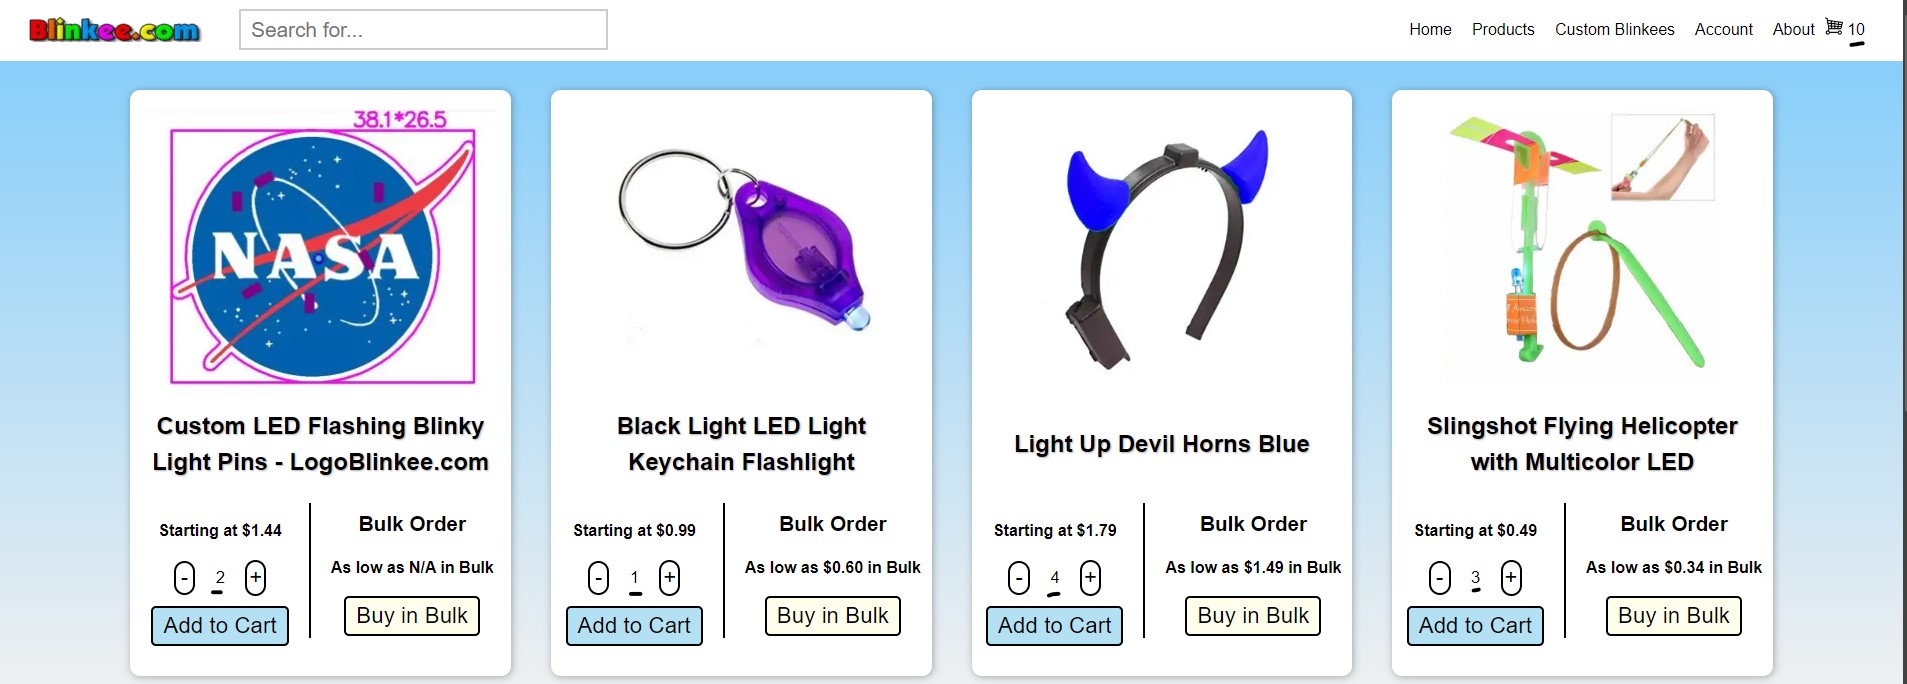 Blinkee.com
Search for...
Home Products Custom Blinkees Account About 10
38.1*26.5
NASA
Custom LED Flashing Blinky
Light Pins - LogoBlinkee.com
Starting at $1.44
- 2 +
Add to Cart
Bulk Order
As low as N/A in Bulk
Buy in Bulk
Black Light LED Light
Keychain Flashlight
Starting at $0.99
- 1 +
Add to Cart
Bulk Order
As low as $0.60 in Bulk
Buy in Bulk
Light Up Devil Horns Blue
Starting at $1.79
- 4 +
Add to Cart
Bulk Order
As low as $1.49 in Bulk
Buy in Bulk
Slingshot Flying Helicopter
with Multicolor LED
Starting at $0.49
- 3 +
Add to Cart
Bulk Order
As low as $0.34 in Bulk
Buy in Bulk